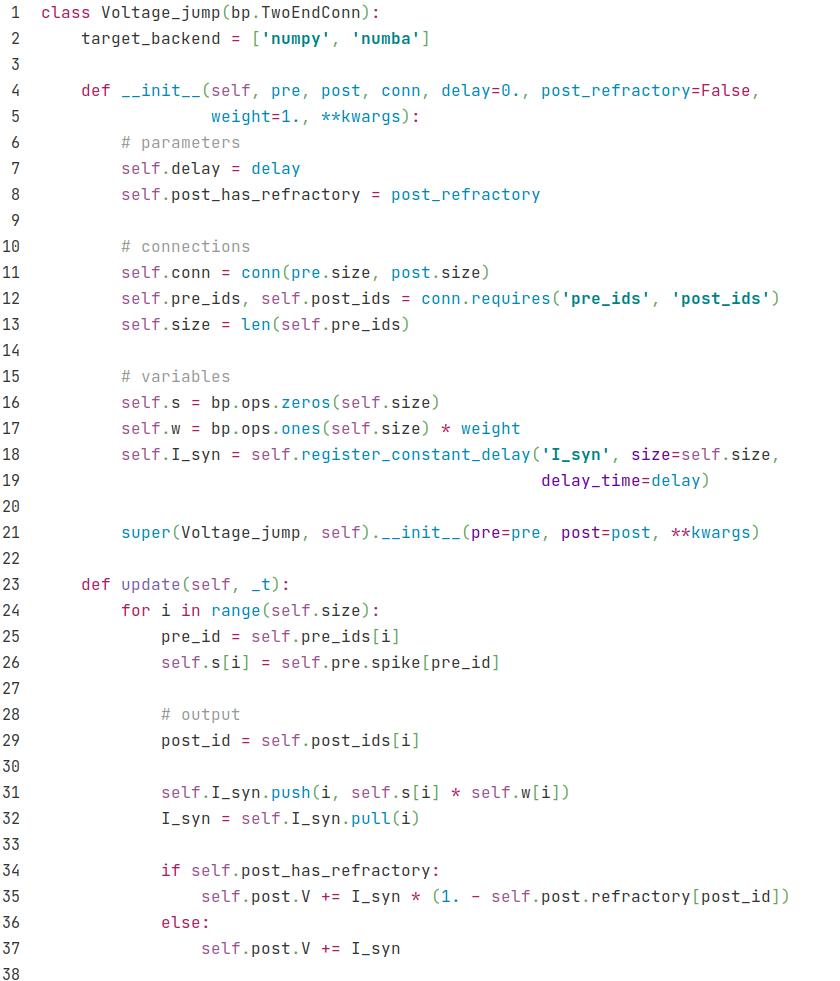 1 class Voltage_jump(bp.TwoEndConn):
2     target_backend = ['numpy', 'numba']
3
4     def __init__(self, pre, post, conn, delay=0., post_refractory=False,
5                  weight=1., **kwargs):
6         # parameters
7         self.delay = delay
8         self.post_has_refractory = post_refractory
9
10         # connections
11         self.conn = conn(pre.size, post.size)
12         self.pre_ids, self.post_ids = conn.requires('pre_ids', 'post_ids')
13         self.size = len(self.pre_ids)
14
15         # variables
16         self.s = bp.ops.zeros(self.size)
17         self.w = bp.ops.ones(self.size) * weight
18         self.I_syn = self.register_constant_delay('I_syn', size=self.size,
19                                                   delay_time=delay)
20
21         super(Voltage_jump, self).__init__(pre=pre, post=post, **kwargs)
22
23     def update(self, _t):
24         for i in range(self.size):
25             pre_id = self.pre_ids[i]
26             self.s[i] = self.pre.spike[pre_id]
27
28             # output
29             post_id = self.post_ids[i]
30
31             self.I_syn.push(i, self.s[i] * self.w[i])
32             I_syn = self.I_syn.pull(i)
33
34             if self.post_has_refractory:
35                 self.post.V += I_syn * (1. - self.post.refractory[post_id])
36             else:
37                 self.post.V += I_syn
38